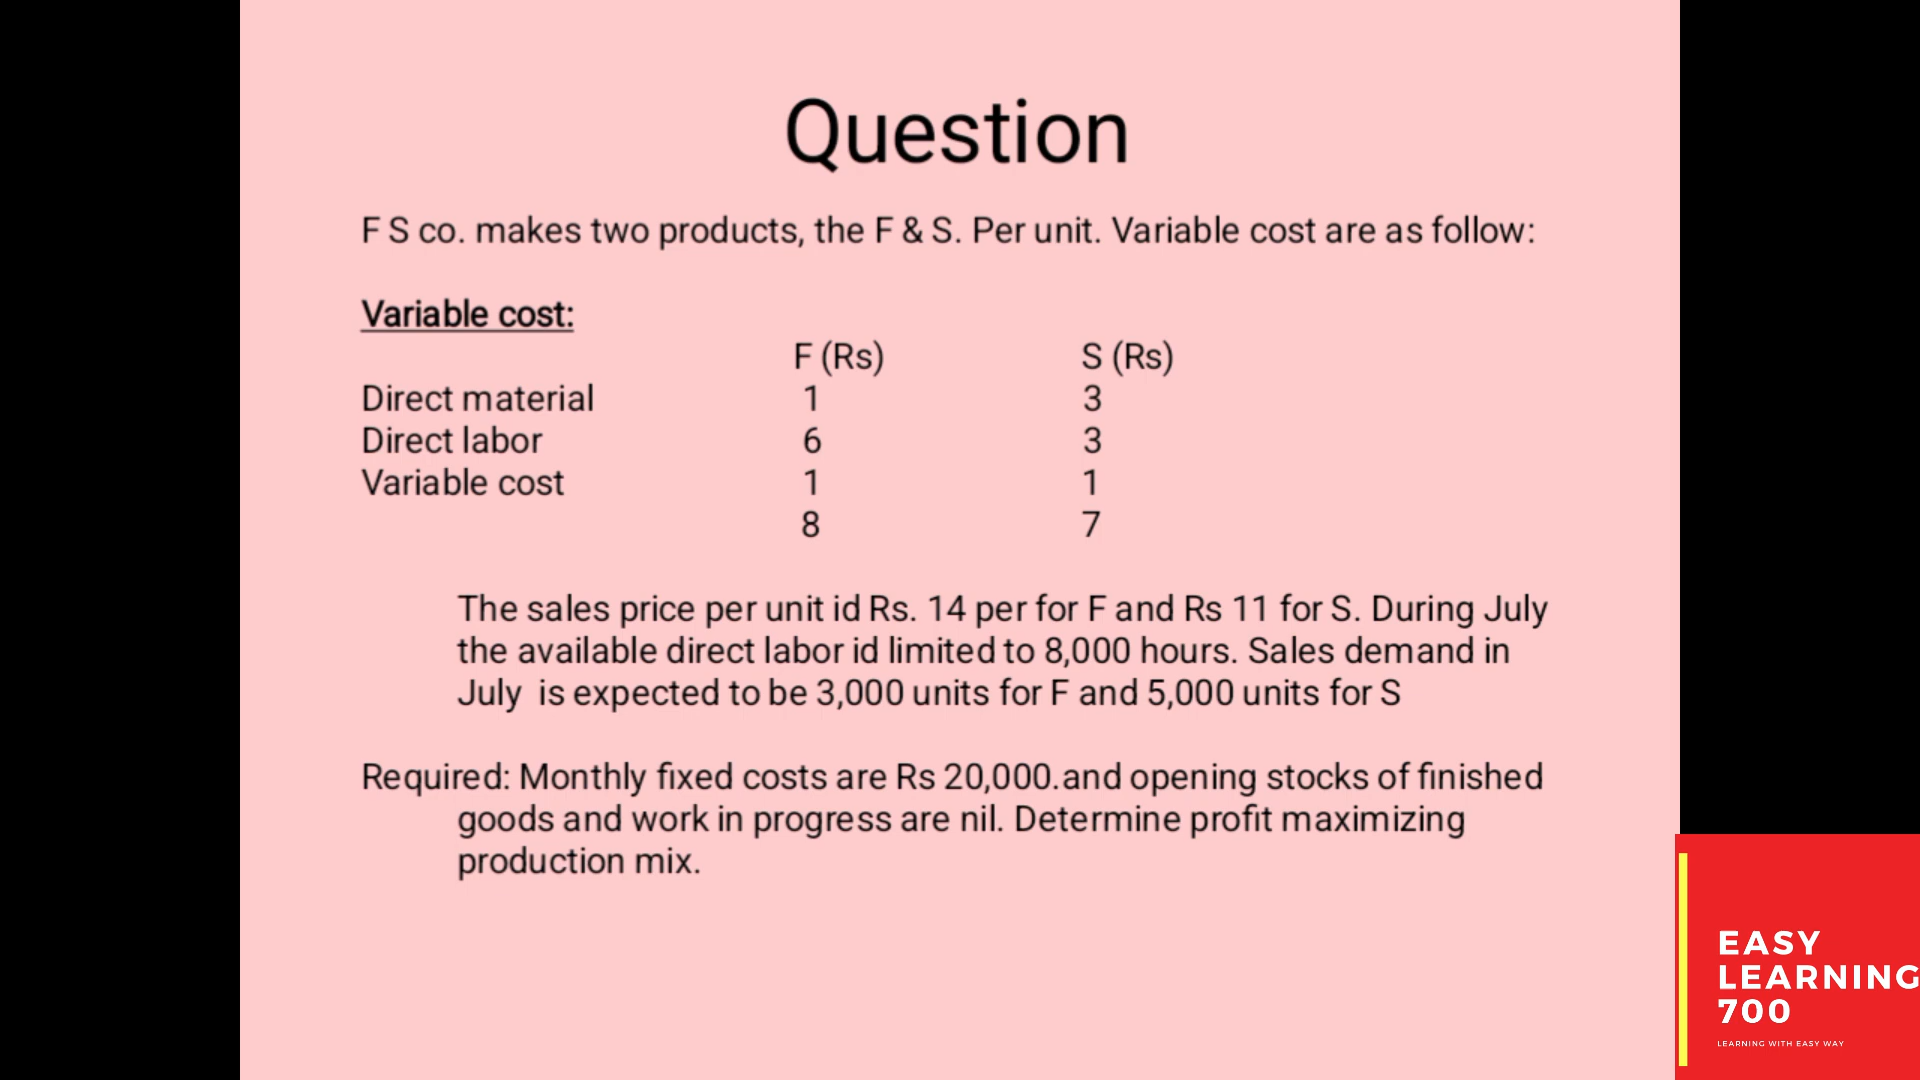 Question
F S co. makes two products, the F & S. Per unit. Variable cost are as follow:
Variable cost:
F (Rs) S (Rs)
Direct material 1 3
Direct labor 6 3
Variable cost 1 1
8 7
The sales price per unit id Rs. 14 per for F and Rs 11 for S. During July
the available direct labor id limited to 8,000 hours. Sales demand in
July is expected to be 3,000 units for F and 5,000 units for S
Required: Monthly fixed costs are Rs 20,000.and opening stocks of finished
goods and work in progress are nil. Determine profit maximizing
production mix.
EASY
LEARNING
700
LEARNING WITH EASY WAY